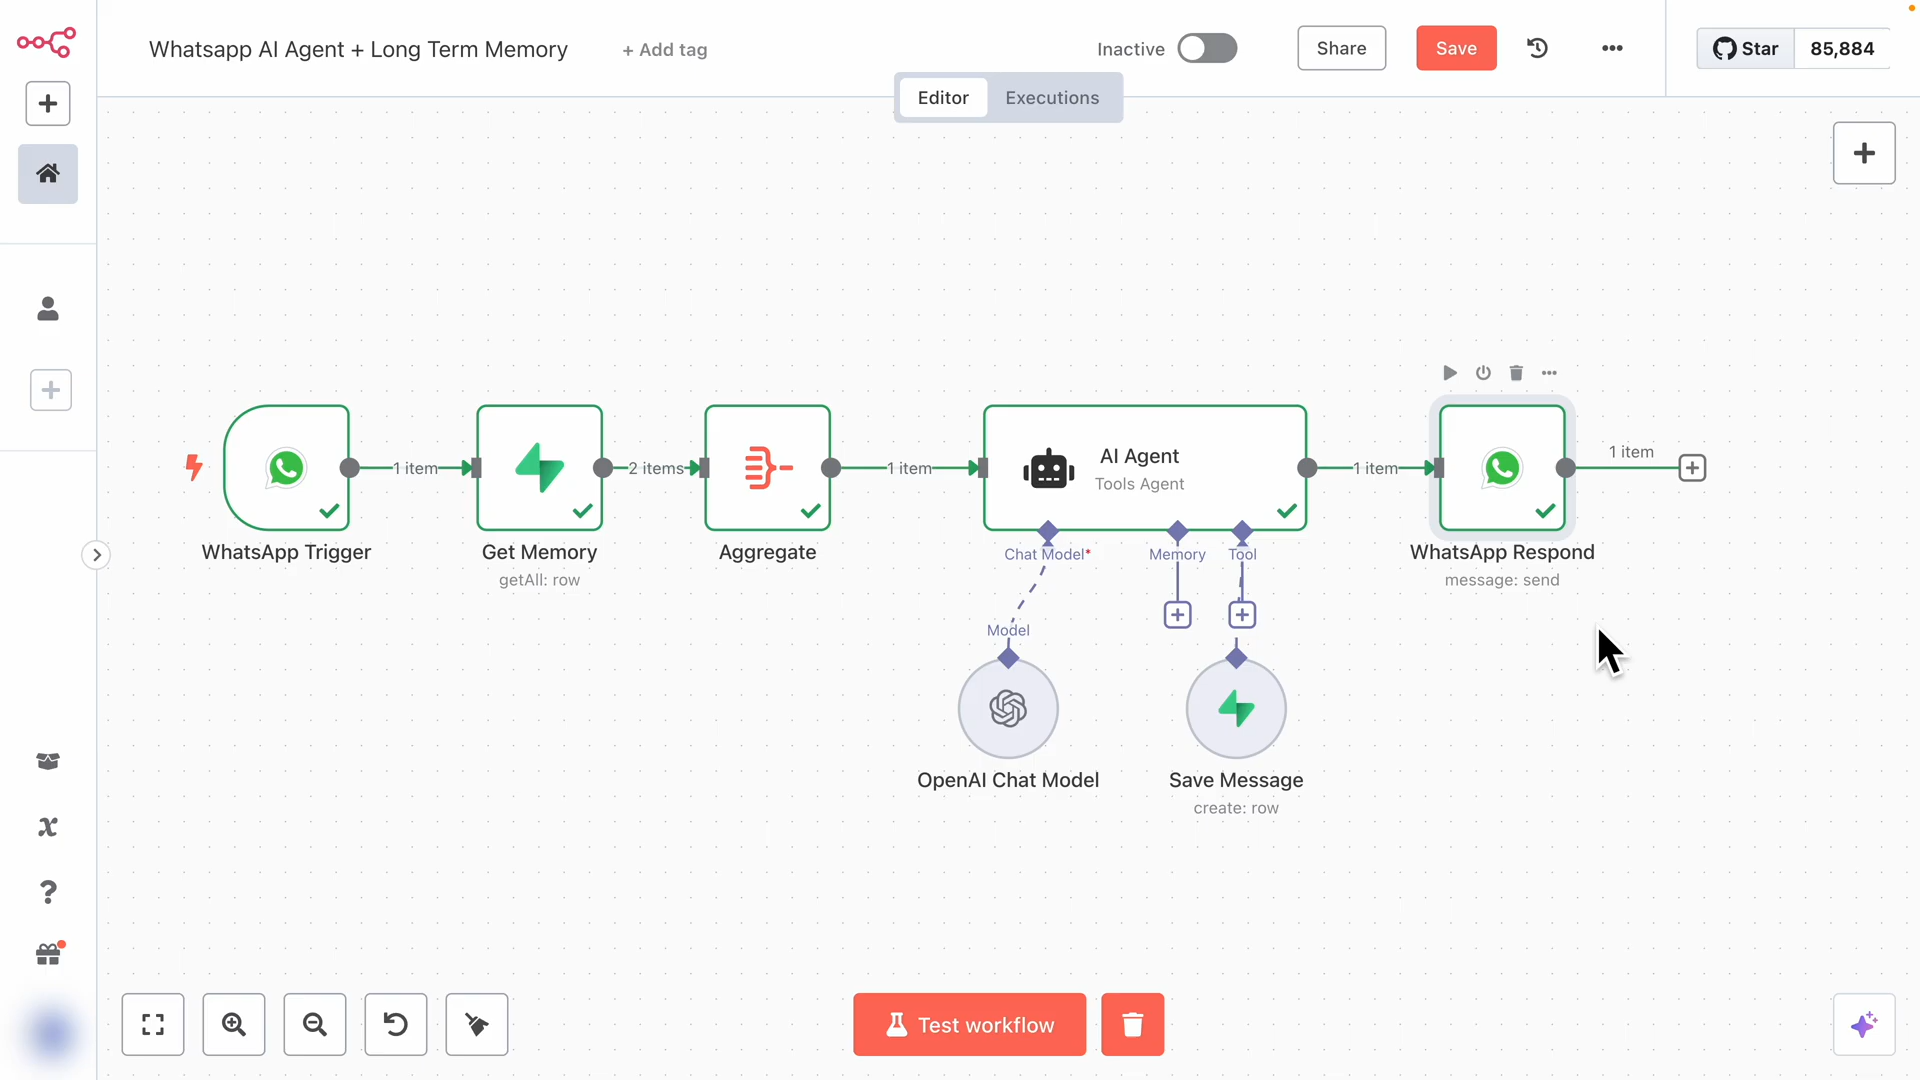 Whatsapp AI Agent + Long Term Memory
+ Add tag
Inactive
Share
Save
Star
85,884
Editor
Executions
1 item
2 items
1 item
AI Agent
Tools Agent
1 item
1 item
WhatsApp Trigger
Get Memory
getAll: row
Aggregate
Chat Model*
Memory
Tool
WhatsApp Respond
message: send
Model
OpenAI Chat Model
Save Message
create: row
Test workflow